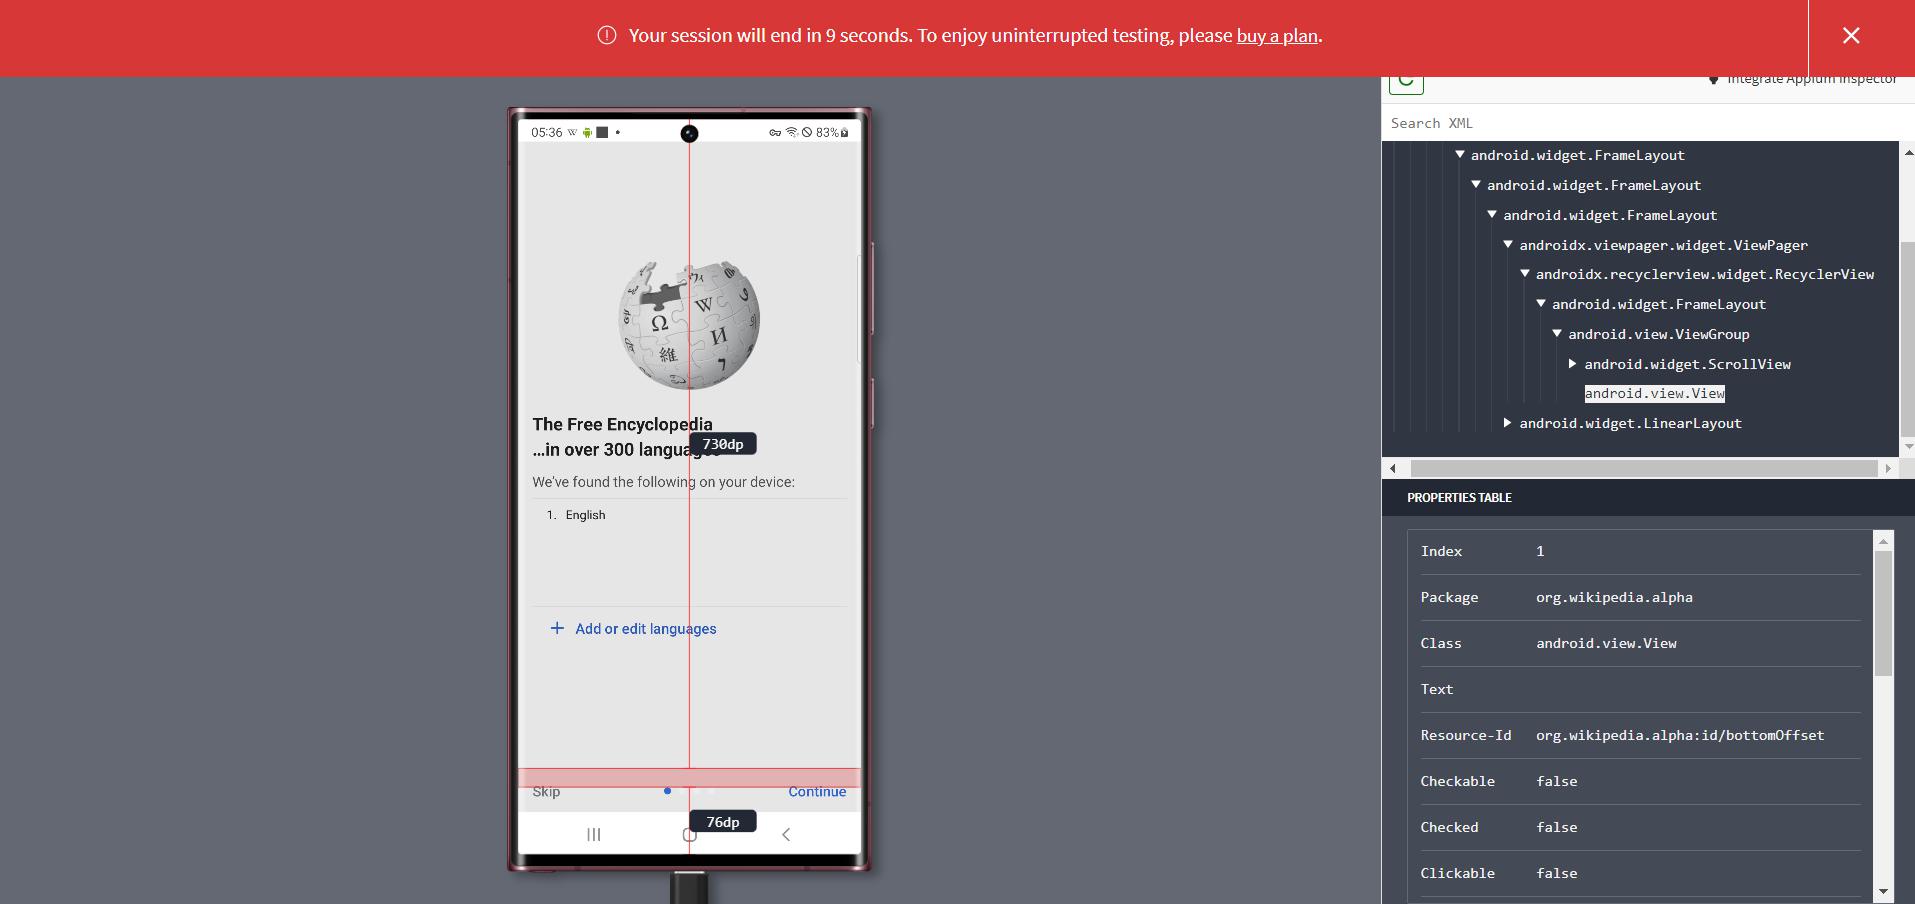 Your session will end in 9 seconds. To enjoy uninterrupted testing, please buy a plan.
Integrate Appium Inspector
Search XML
android.widget.FrameLayout
android.widget.FrameLayout
android.widget.FrameLayout
androidx.viewpager.widget.ViewPager
androidx.recyclerview.widget.RecyclerView
android.widget.FrameLayout
android.view.ViewGroup
android.widget.ScrollView
android.view.View
android.widget.LinearLayout
PROPERTIES TABLE
Index 1
Package org.wikipedia.alpha
Class android.view.View
Text
Resource-Id org.wikipedia.alpha:id/bottomOffset
Checkable false
Checked false
Clickable false
05:36 W 83%
Ω W И 維
The Free Encyclopedia
…in over 300 languages
730dp
We've found the following on your device:
1. English
Add or edit languages
Skip Continue
76dp